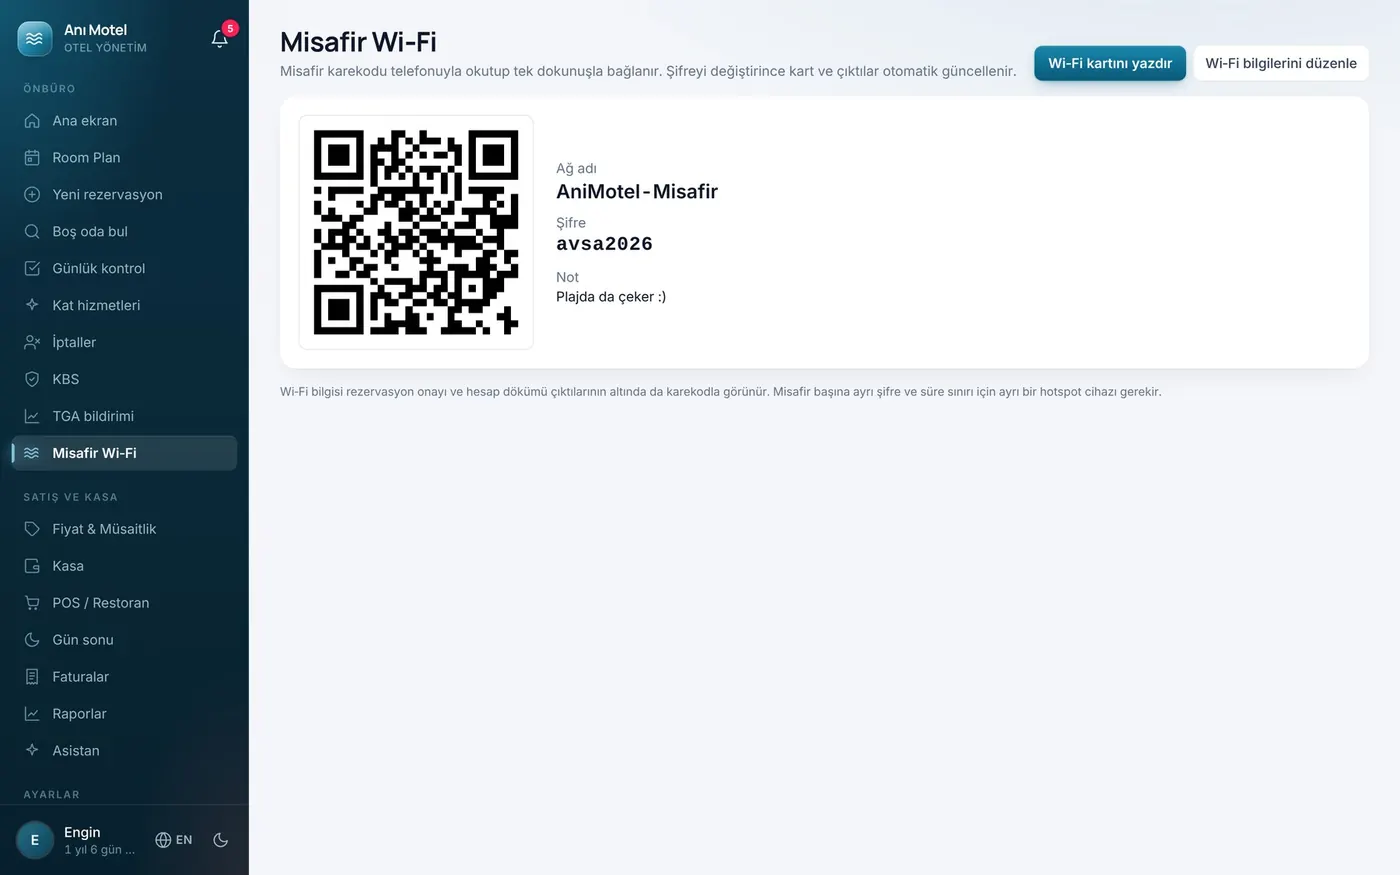 Anı Motel
OTEL YÖNETİM
5
ÖNBÜRO
Ana ekran
Room Plan
Yeni rezervasyon
Boş oda bul
Günlük kontrol
Kat hizmetleri
İptaller
KBS
TGA bildirimi
Misafir Wi-Fi
SATIŞ VE KASA
Fiyat & Müsaitlik
Kasa
POS / Restoran
Gün sonu
Faturalar
Raporlar
Asistan
AYARLAR
E
Engin
1 yıl 6 gün ...
EN
Misafir Wi-Fi
Misafir karekodu telefonuyla okutup tek dokunuşla bağlanır. Şifreyi değiştirince kart ve çıktılar otomatik güncellenir.
Wi-Fi kartını yazdır
Wi-Fi bilgilerini düzenle
Ağ adı
AniMotel-Misafir
Şifre
avsa2026
Not
Plajda da çeker :)
Wi-Fi bilgisi rezervasyon onayı ve hesap dökümü çıktılarının altında da karekodla görünür. Misafir başına ayrı şifre ve süre sınırı için ayrı bir hotspot cihazı gerekir.